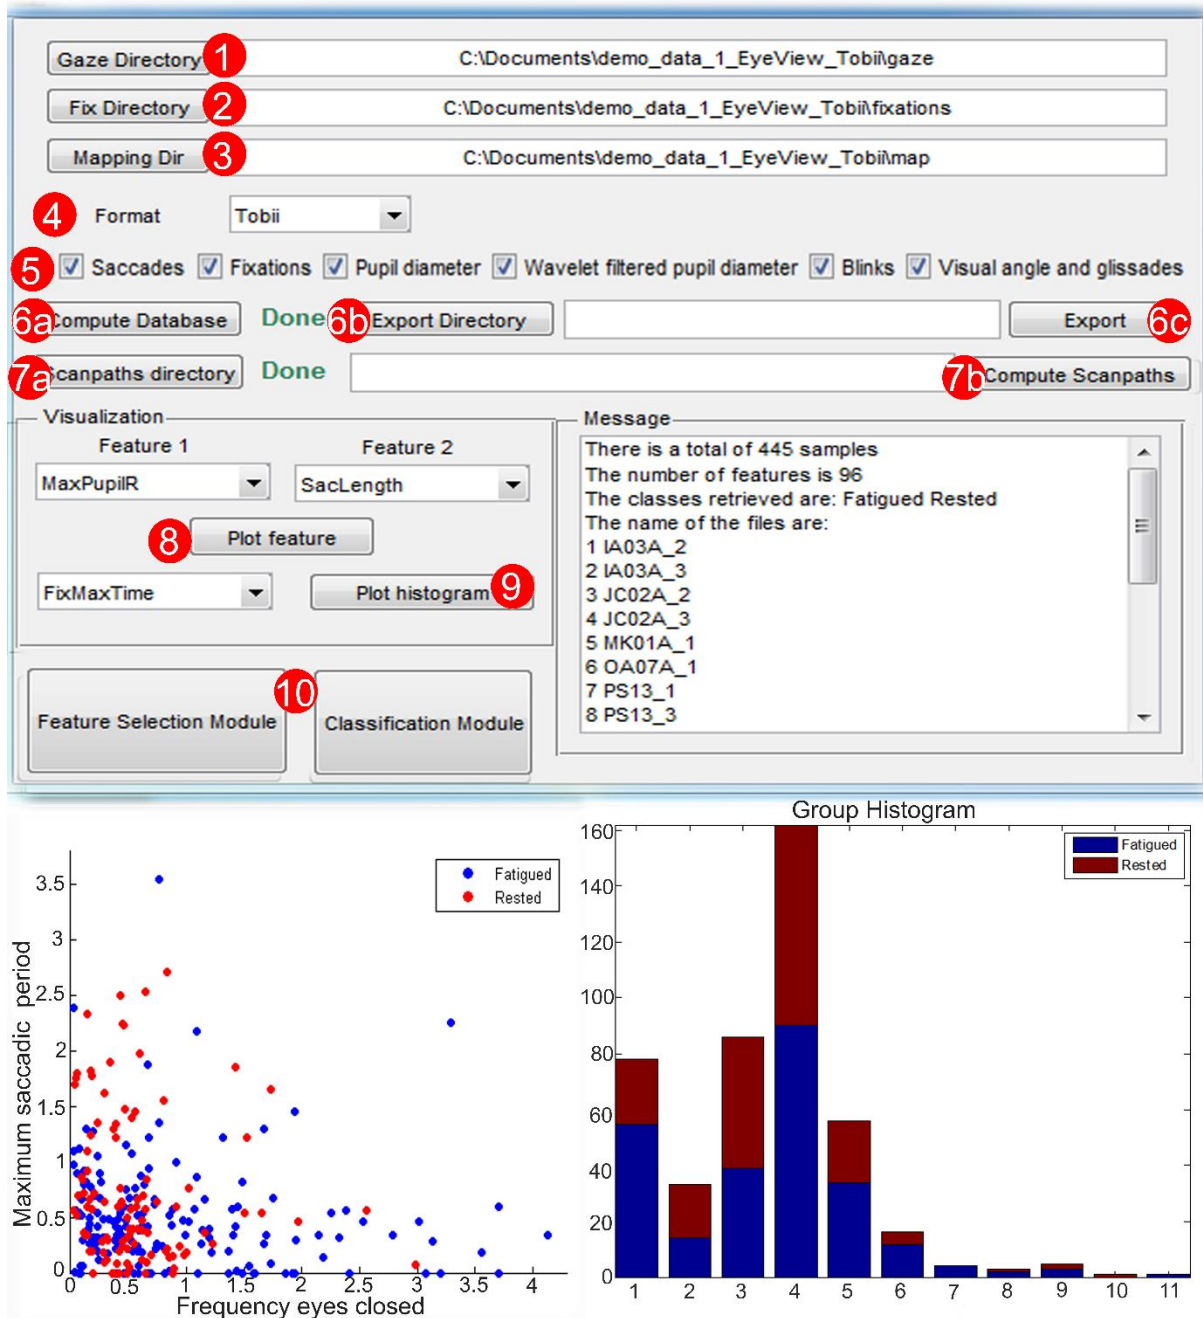 Gaze Directory 1 C:\Documents\demo_data_1_EyeView_Tobii\gaze
Fix Directory 2 C:\Documents\demo_data_1_EyeView_Tobii\fixations
Mapping Dir 3 C:\Documents\demo_data_1_EyeView_Tobii\map
4 Format Tobii
5 Saccades Fixations Pupil diameter Wavelet filtered pupil diameter Blinks Visual angle and glissades
6a Compute Database Done 6b Export Directory Export 6c
7a Scanpaths directory Done 7b Compute Scanpaths
Visualization
Feature 1 Feature 2
MaxPupilR SacLength
8 Plot feature
FixMaxTime Plot histogram 9
10
Feature Selection Module Classification Module
Message
There is a total of 445 samples
The number of features is 96
The classes retrieved are: Fatigued Rested
The name of the files are:
1 IA03A_2
2 IA03A_3
3 JC02A_2
4 JC02A_3
5 MK01A_1
6 OA07A_1
7 PS13_1
8 PS13_3
Fatigued
Rested
3.5
3
2.5
2
1.5
1
0.5
0
Maximum saccadic period
0 0.5 1 1.5 2 2.5 3 3.5 4
Frequency eyes closed
Group Histogram
Fatigued
Rested
160
140
120
100
80
60
40
20
0
1 2 3 4 5 6 7 8 9 10 11